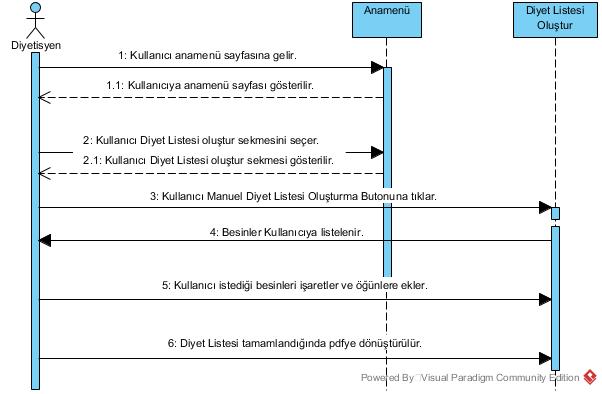 Anamenü
Diyet Listesi
Oluştur
Diyetisyen
1: Kullanıcı anamenü sayfasına gelir.
1.1: Kullanıcıya anamenü sayfası gösterilir.
2: Kullanıcı Diyet Listesi oluştur sekmesini seçer.
2.1: Kullanıcı Diyet Listesi oluştur sekmesi gösterilir.
3: Kullanıcı Manuel Diyet Listesi Oluşturma Butonuna tıklar.
4: Besinler Kullanıcıya listelenir.
5: Kullanıcı istediği besinleri işaretler ve öğünlere ekler.
6: Diyet Listesi tamamlandığında pdfye dönüştürülür.
Powered By Visual Paradigm Community Edition